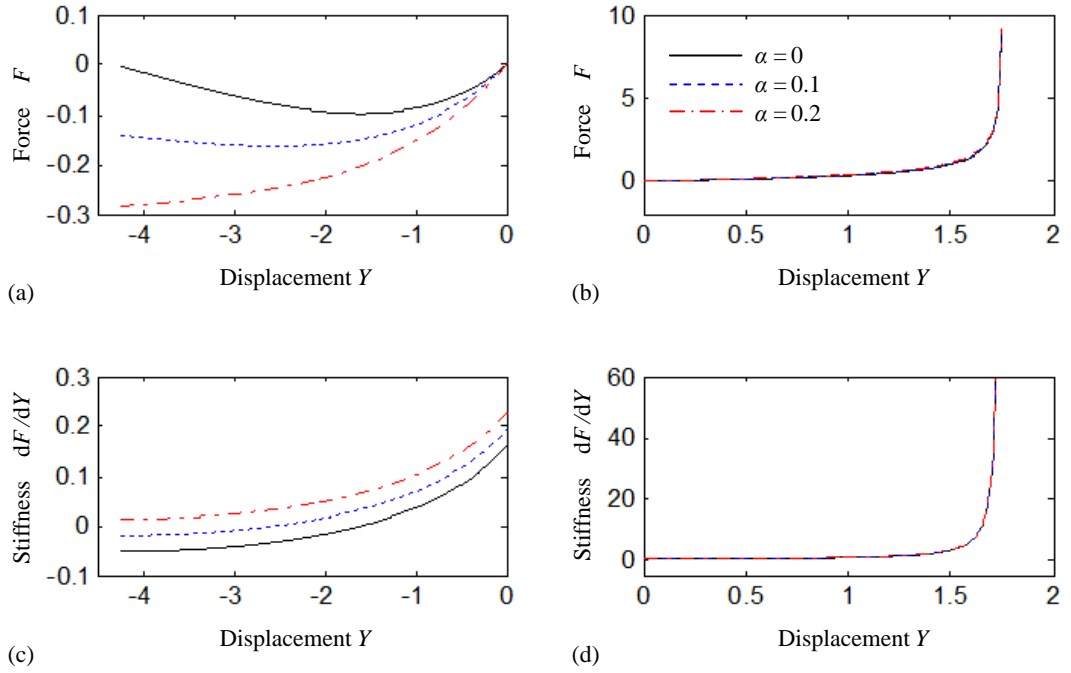 0.1
0
-0.1
-0.2
-0.3
-4
-3
-2
-1
0
Force F
Displacement Y
(a)
10
5
0
0
0.5
1
1.5
2
Force F
α = 0
α = 0.1
α = 0.2
Displacement Y
(b)
0.3
0.2
0.1
0
-0.1
-4
-3
-2
-1
0
Stiffness dF/dY
Displacement Y
(c)
60
40
20
0
0
0.5
1
1.5
2
Stiffness dF/dY
Displacement Y
(d)